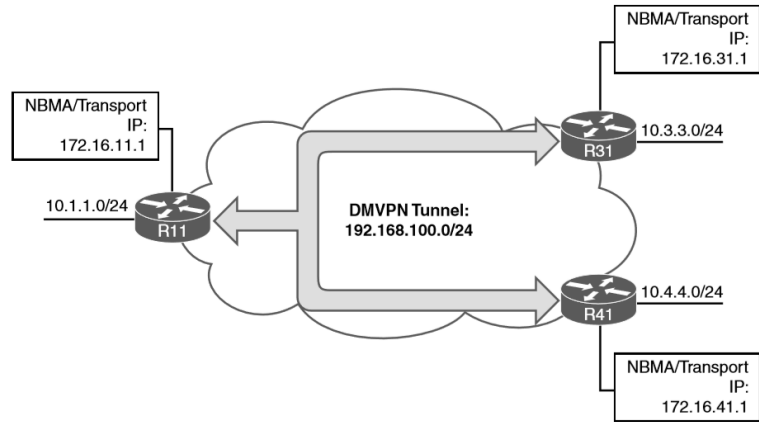 NBMA/Transport
IP:
172.16.31.1
NBMA/Transport
IP:
172.16.11.1
R31
10.3.3.0/24
10.1.1.0/24
R11
DMVPN Tunnel:
192.168.100.0/24
10.4.4.0/24
R41
NBMA/Transport
IP:
172.16.41.1